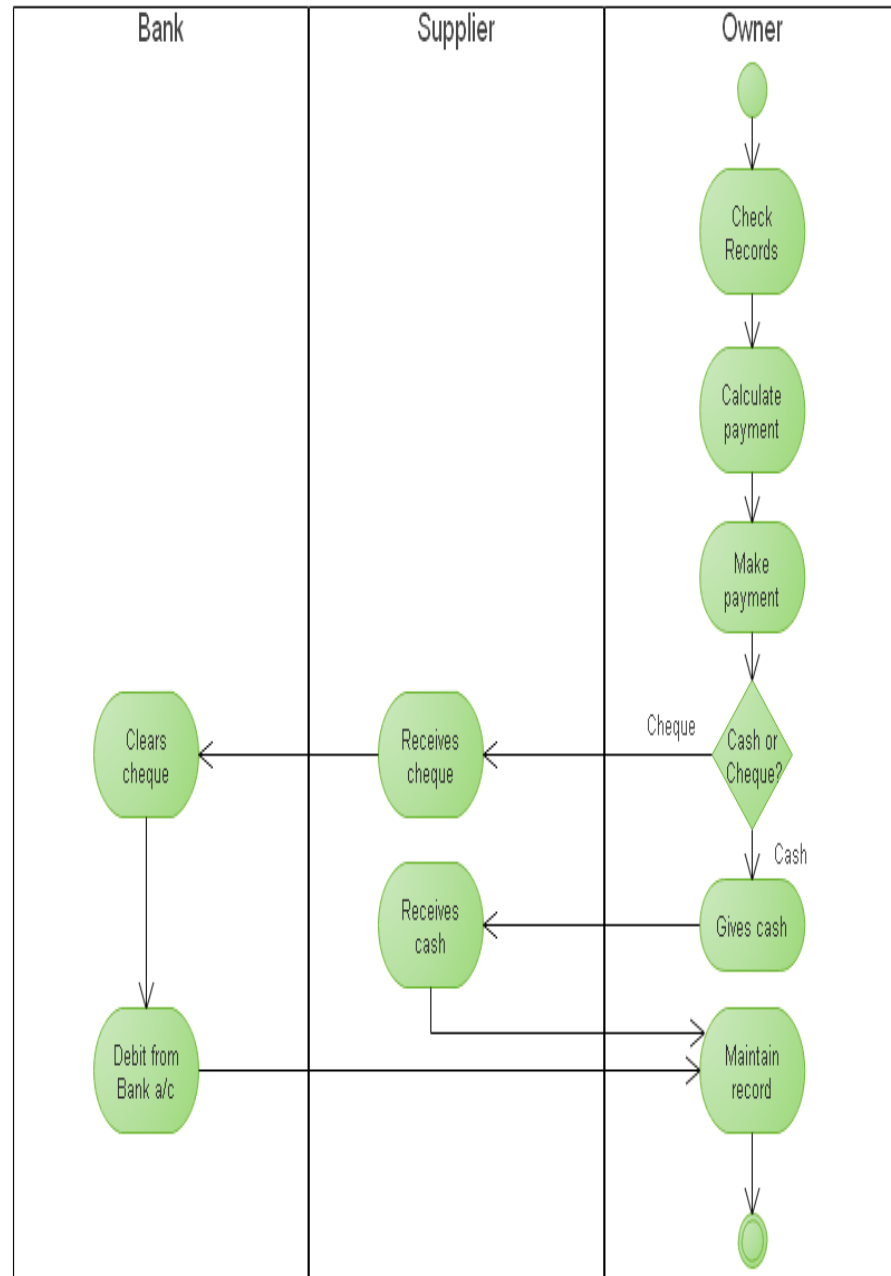 Bank
Supplier
Owner
Check
Records
Calculate
payment
Make
payment
Cash or
Cheque?
Cheque
Receives
cheque
Clears
cheque
Cash
Gives cash
Receives
cash
Debit from
Bank a/c
Maintain
record